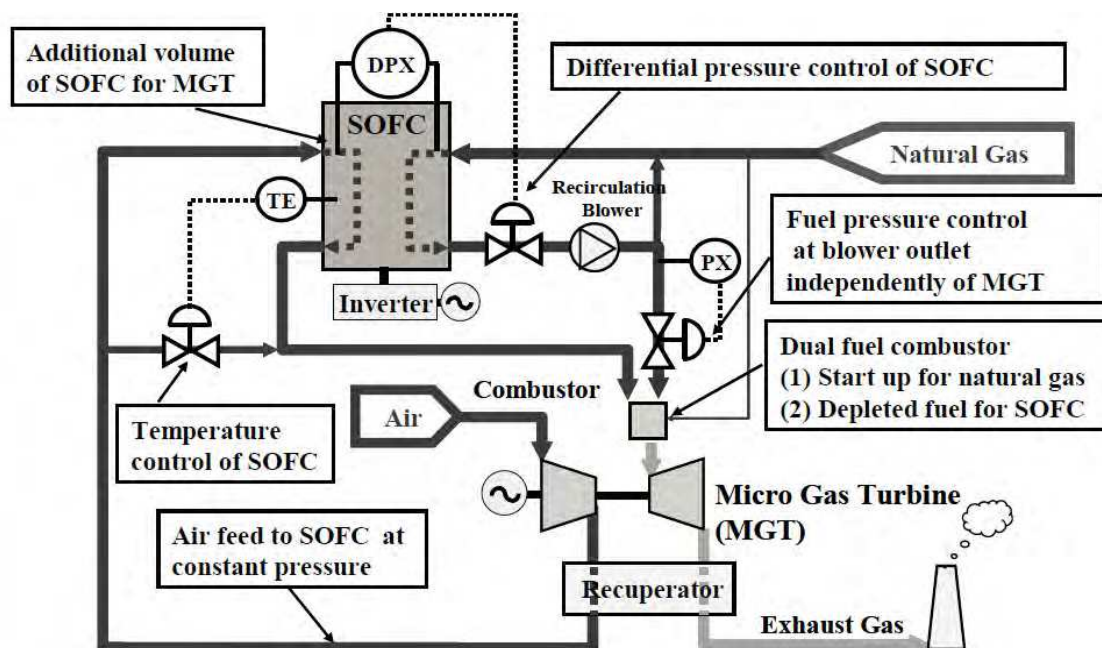 Additional volume
of SOFC for MGT
DPX
Differential pressure control of SOFC
SOFC
Natural Gas
TE
Recirculation
Blower
Fuel pressure control
at blower outlet
independently of MGT
PX
Inverter
Dual fuel combustor
(1) Start up for natural gas
(2) Depleted fuel for SOFC
Combustor
Air
Temperature
control of SOFC
Micro Gas Turbine
(MGT)
Air feed to SOFC at
constant pressure
Recuperator
Exhaust Gas